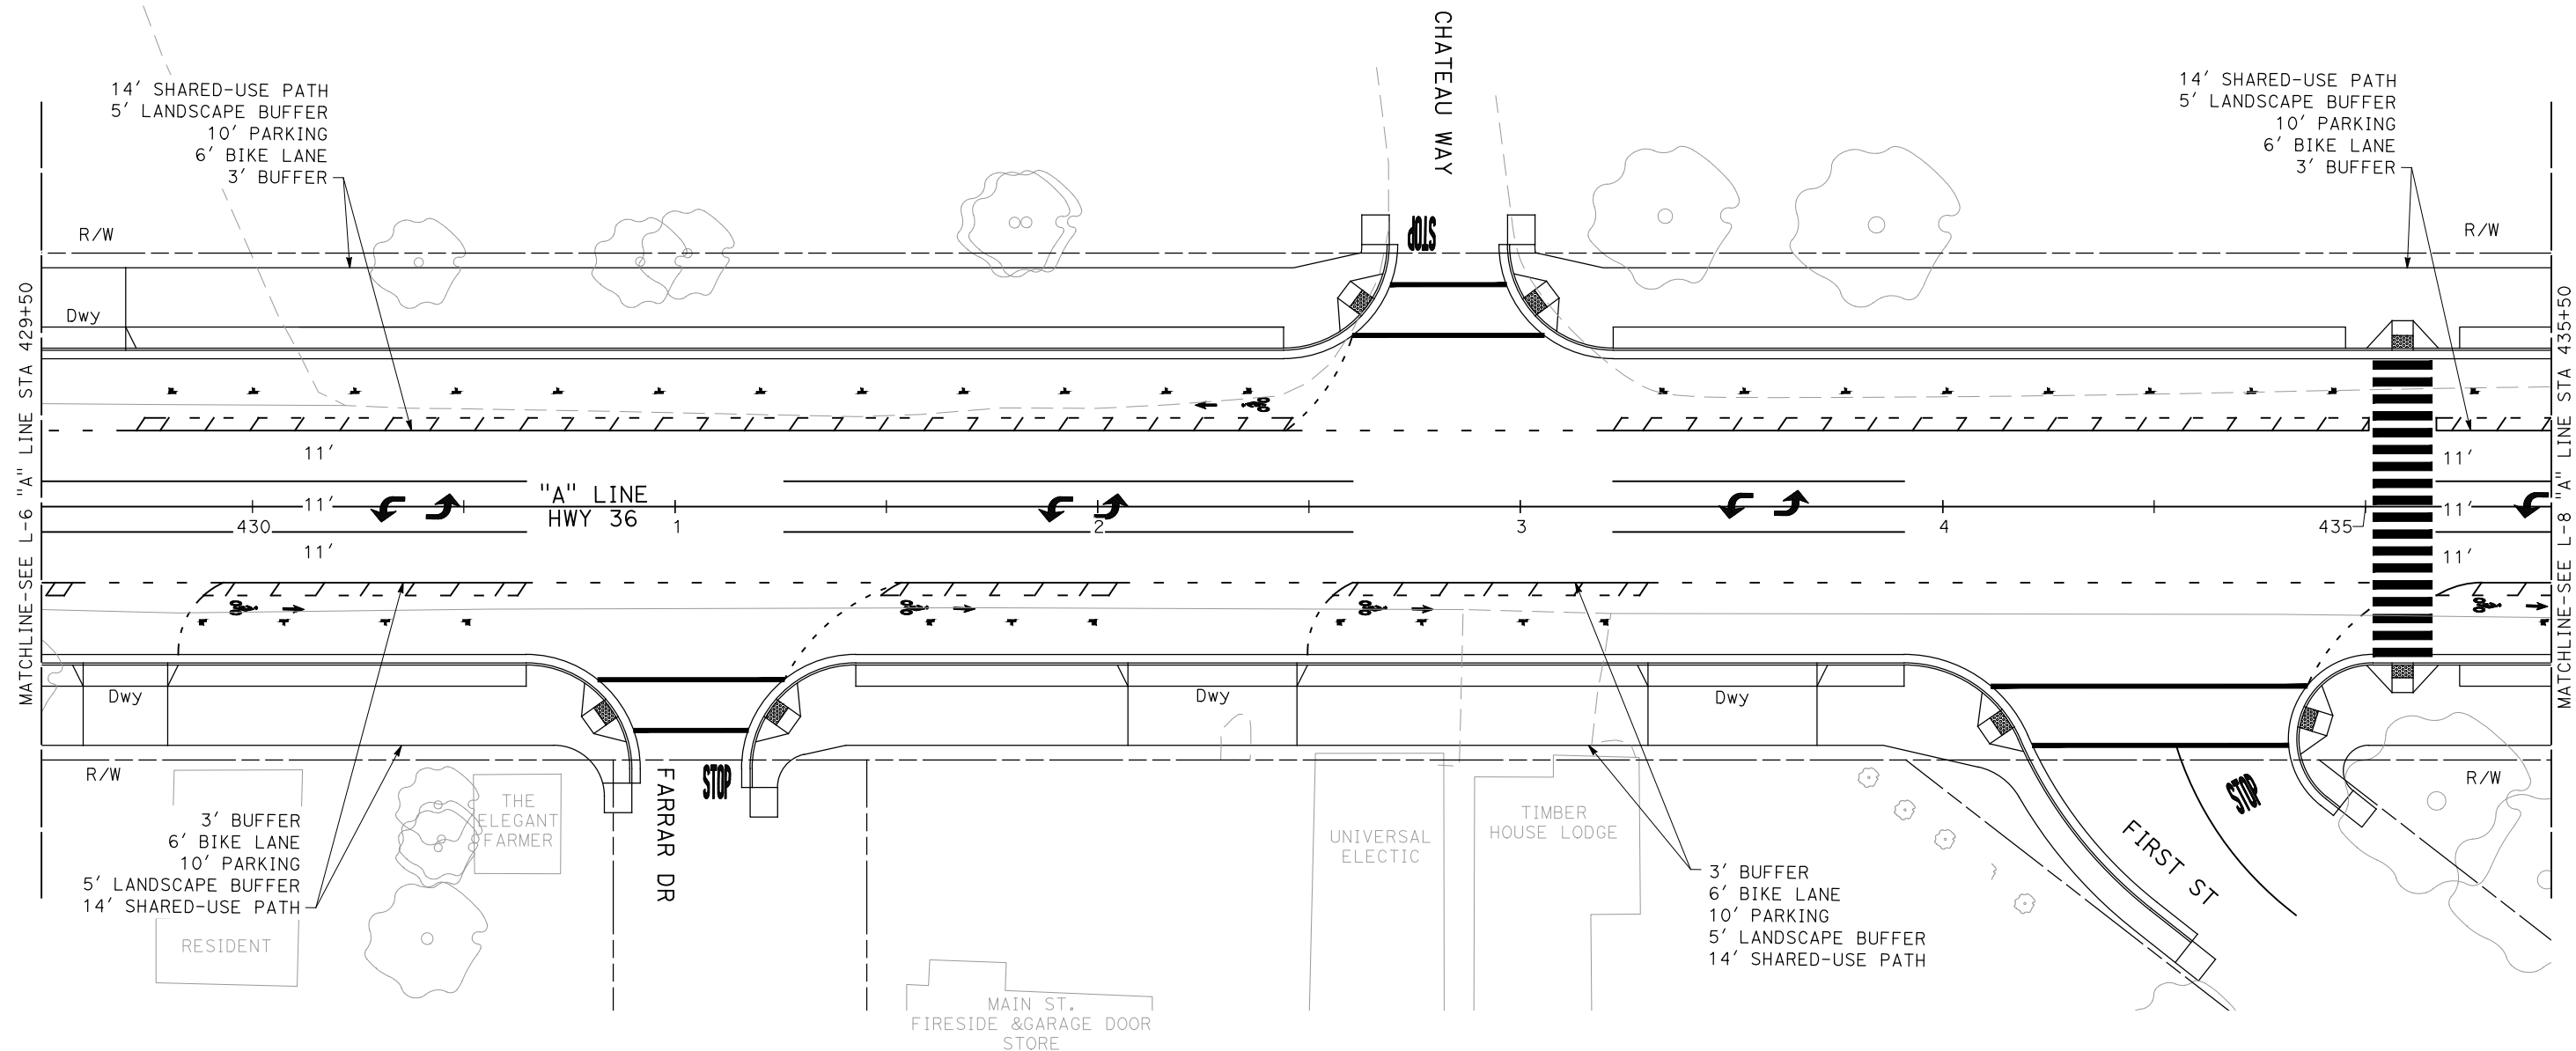 CHATEAU WAY
14' SHARED-USE PATH
5' LANDSCAPE BUFFER
10' PARKING
6' BIKE LANE
3' BUFFER
14' SHARED-USE PATH
5' LANDSCAPE BUFFER
10' PARKING
6' BIKE LANE
3' BUFFER
R/W
STOP
R/W
MATCHLINE-SEE L-6 "A" LINE STA 429+50
Dwy
MATCHLINE-SEE L-8 "A" LINE STA 435+50
11'
11'
11'
"A" LINE
HWY 36
11'
11'
430
1
2
3
4
435
11'
11'
Dwy
Dwy
Dwy
R/W
FARRAR DR
STOP
R/W
STOP
FIRST ST
3' BUFFER
6' BIKE LANE
10' PARKING
5' LANDSCAPE BUFFER
14' SHARED-USE PATH
THE
ELEGANT
FARMER
RESIDENT
UNIVERSAL
ELECTIC
TIMBER
HOUSE LODGE
3' BUFFER
6' BIKE LANE
10' PARKING
5' LANDSCAPE BUFFER
14' SHARED-USE PATH
MAIN ST.
FIRESIDE &GARAGE DOOR
STORE